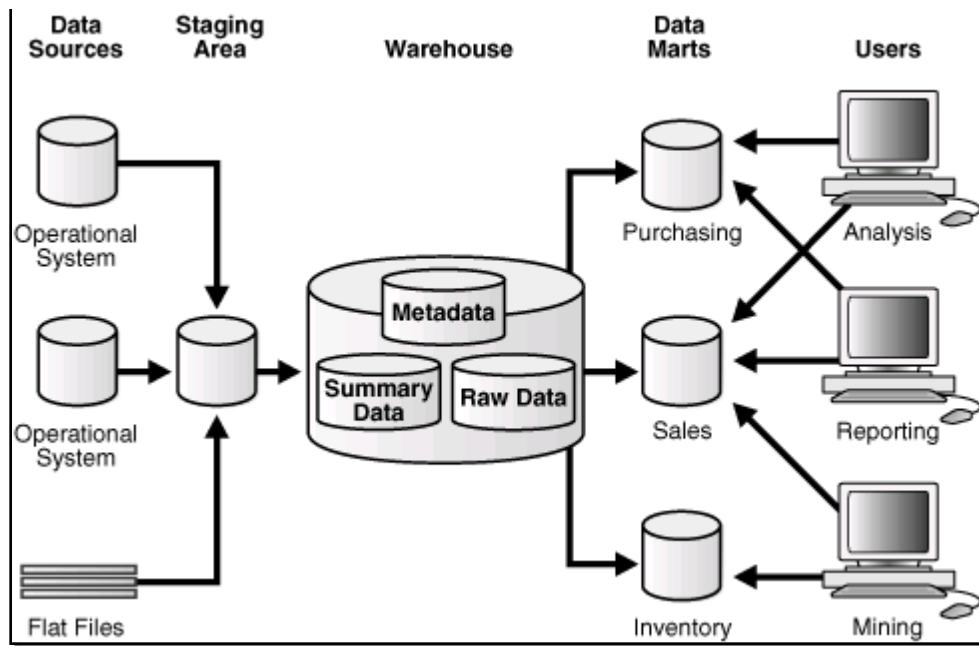 Data
Sources
Staging
Area
Warehouse
Data
Marts
Users
Operational
System
Purchasing
Analysis
Metadata
Summary
Data
Raw Data
Operational
System
Sales
Reporting
Flat Files
Inventory
Mining